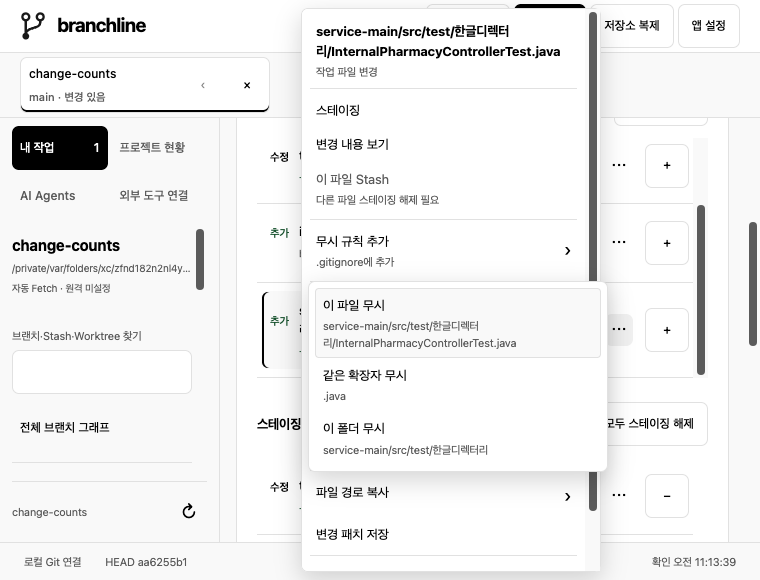 branchline
저장소 복제
앱 설정
change-counts
main · 변경 있음
내 작업 1
프로젝트 현황
AI Agents
외부 도구 연결
change-counts
/private/var/folders/xc/zfnd182n2nl4y...
자동 Fetch · 원격 미설정
브랜치·Stash·Worktree 찾기
전체 브랜치 그래프
change-counts
service-main/src/test/한글디렉터
리/InternalPharmacyControllerTest.java
작업 파일 변경
스테이징
변경 내용 보기
이 파일 Stash
다른 파일 스테이징 해제 필요
무시 규칙 추가
.gitignore에 추가
이 파일 무시
service-main/src/test/한글디렉터
리/InternalPharmacyControllerTest.java
같은 확장자 무시
.java
이 폴더 무시
service-main/src/test/한글디렉터리
파일 경로 복사
변경 패치 저장
수정
추가
추가
스테이징
모두 스테이징 해제
수정
로컬 Git 연결
HEAD aa6255b1
확인 오전 11:13:39